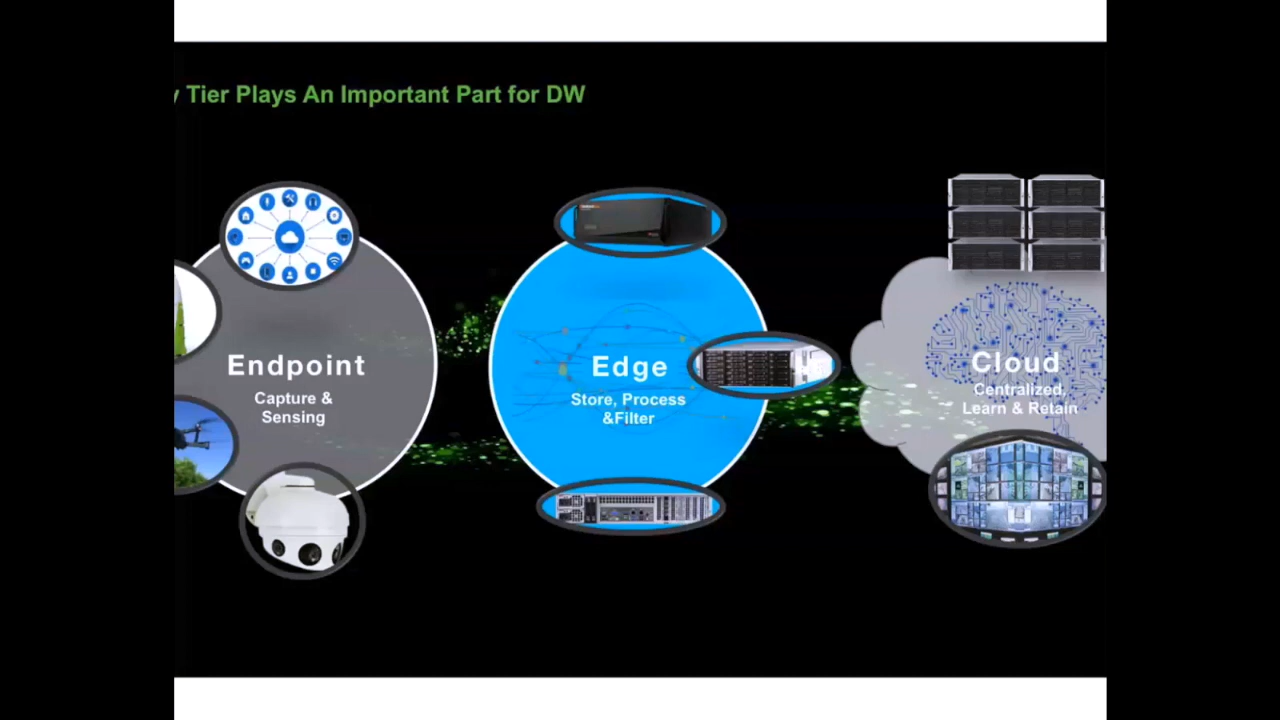 y Tier Plays An Important Part for DW
Endpoint
Capture &
Sensing
Edge
Store, Process
&Filter
Cloud
Centralized,
Learn & Retain